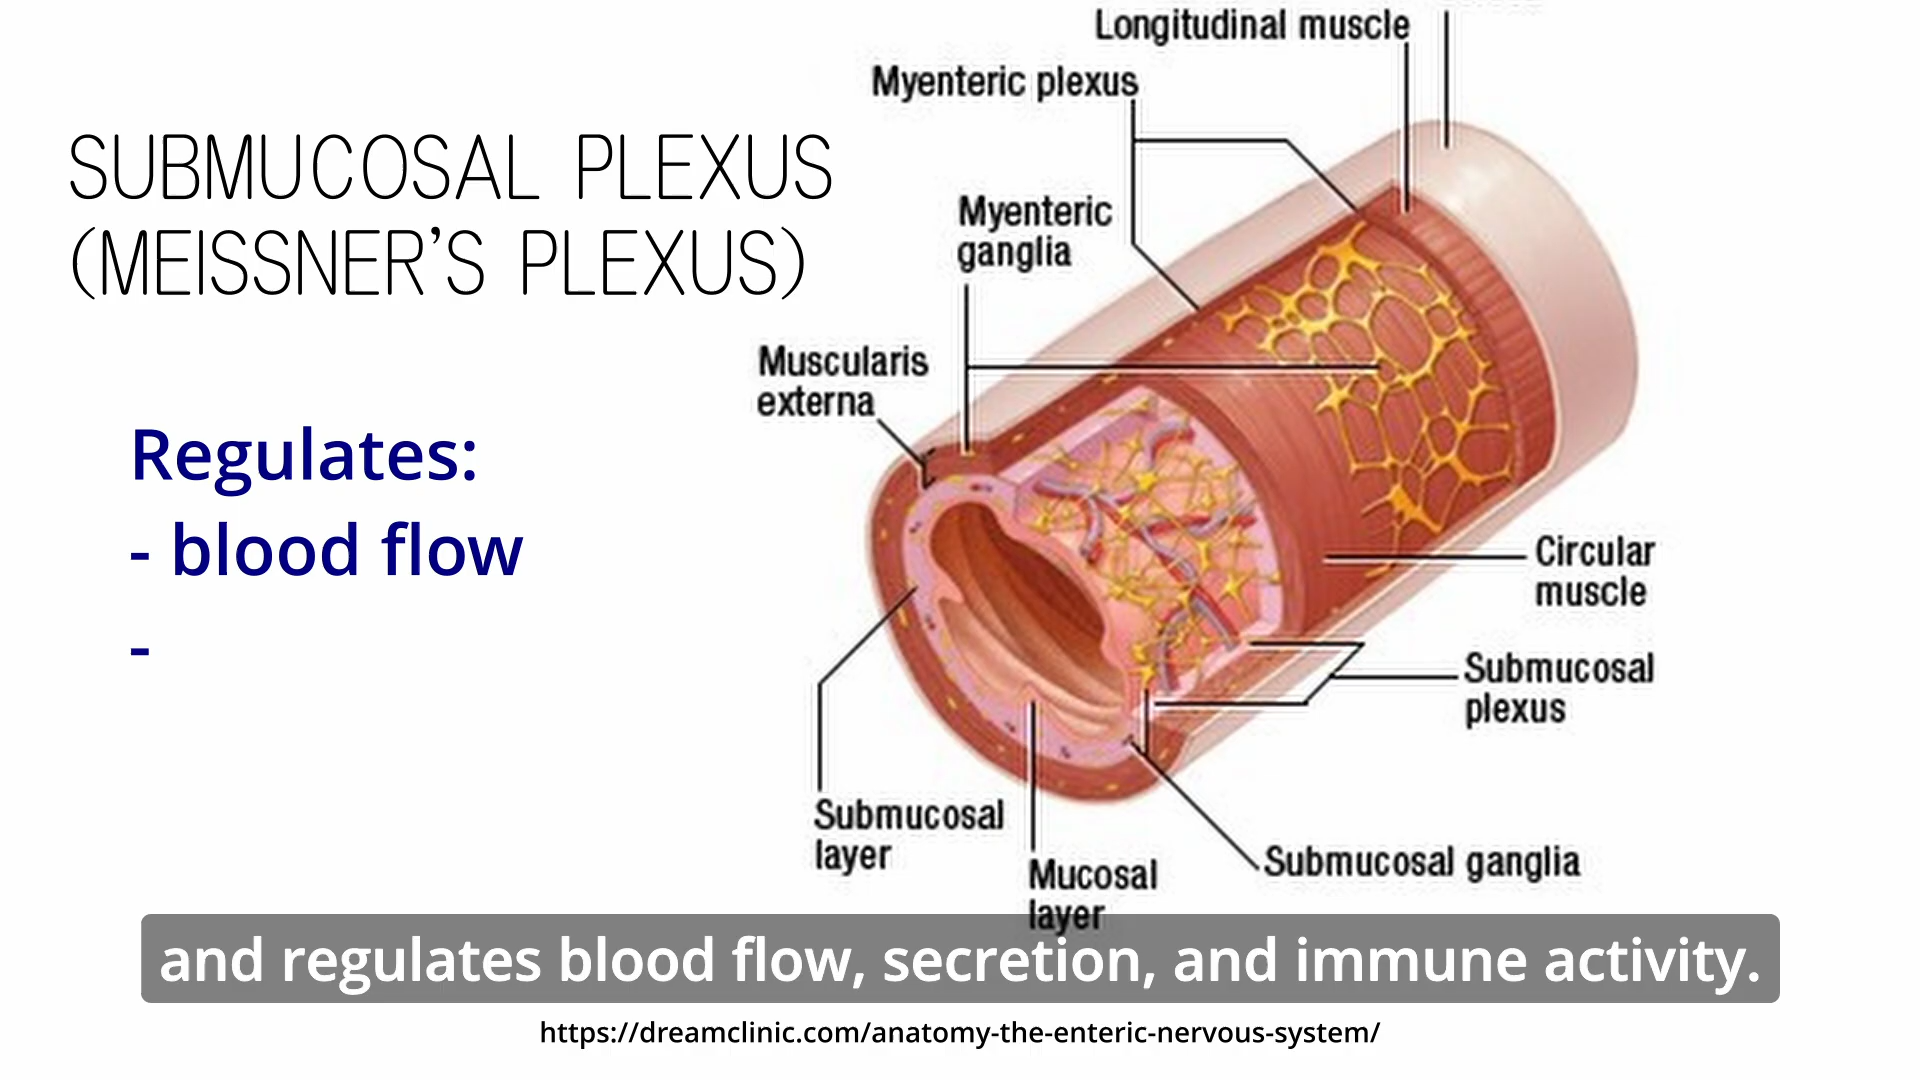 Longitudinal muscle
Myenteric plexus
SUBMUCOSAL PLEXUS
(MEISSNER'S PLEXUS)
Myenteric
ganglia
Muscularis
externa
Regulates:
- blood flow
-
Circular
muscle
Submucosal
plexus
Submucosal
layer
Mucosal
layer
Submucosal ganglia
and regulates blood flow, secretion, and immune activity.
https://dreamclinic.com/anatomy-the-enteric-nervous-system/